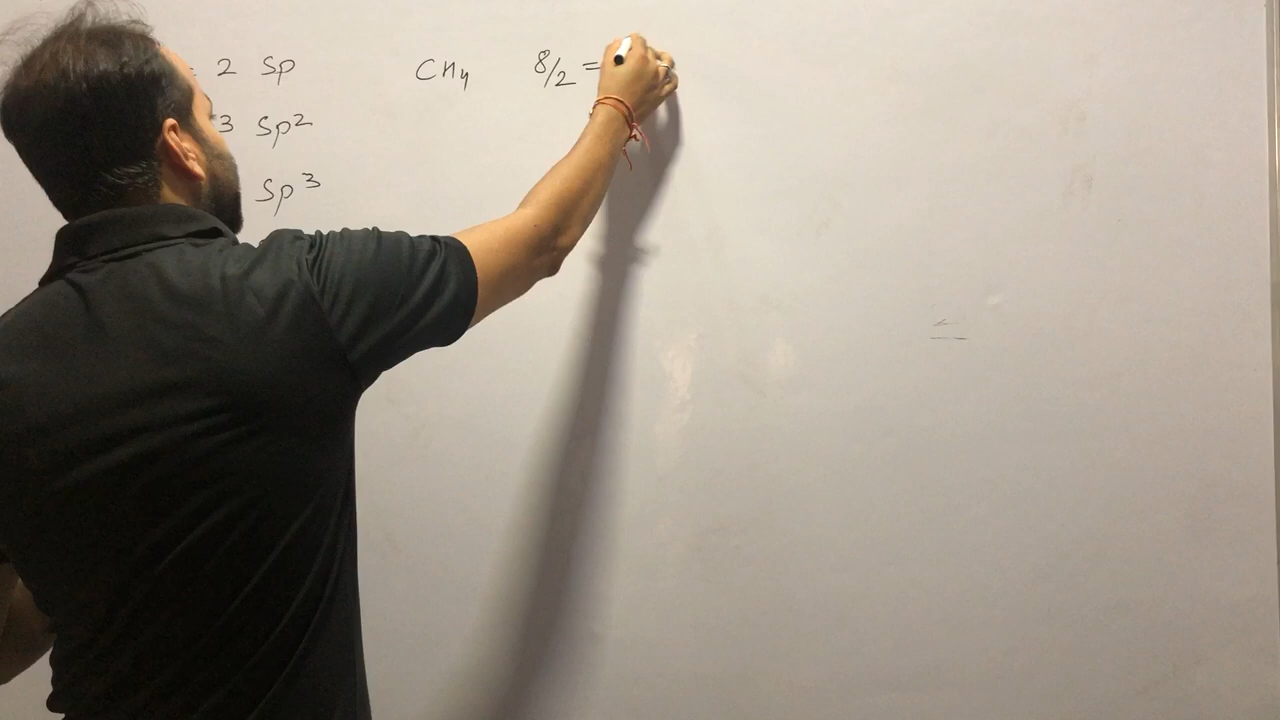 = 2 Sp CH4 8/2 =
3 Sp²
Sp³